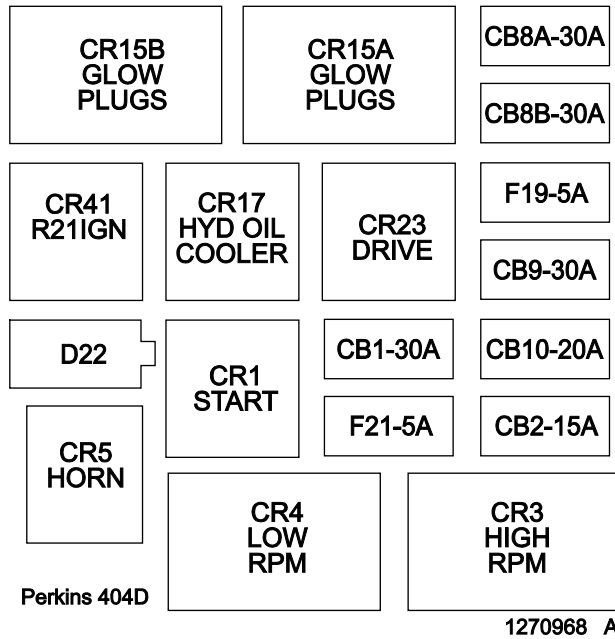 CR15B
GLOW
PLUGS
CR15A
GLOW
PLUGS
CB8A-30A
CB8B-30A
CR41
R21IGN
CR17
HYD OIL
COOLER
CR23
DRIVE
F19-5A
CB9-30A
D22
CR1
START
CB1-30A
CB10-20A
F21-5A
CB2-15A
CR5
HORN
CR4
LOW
RPM
CR3
HIGH
RPM
Perkins 404D
1270968 A